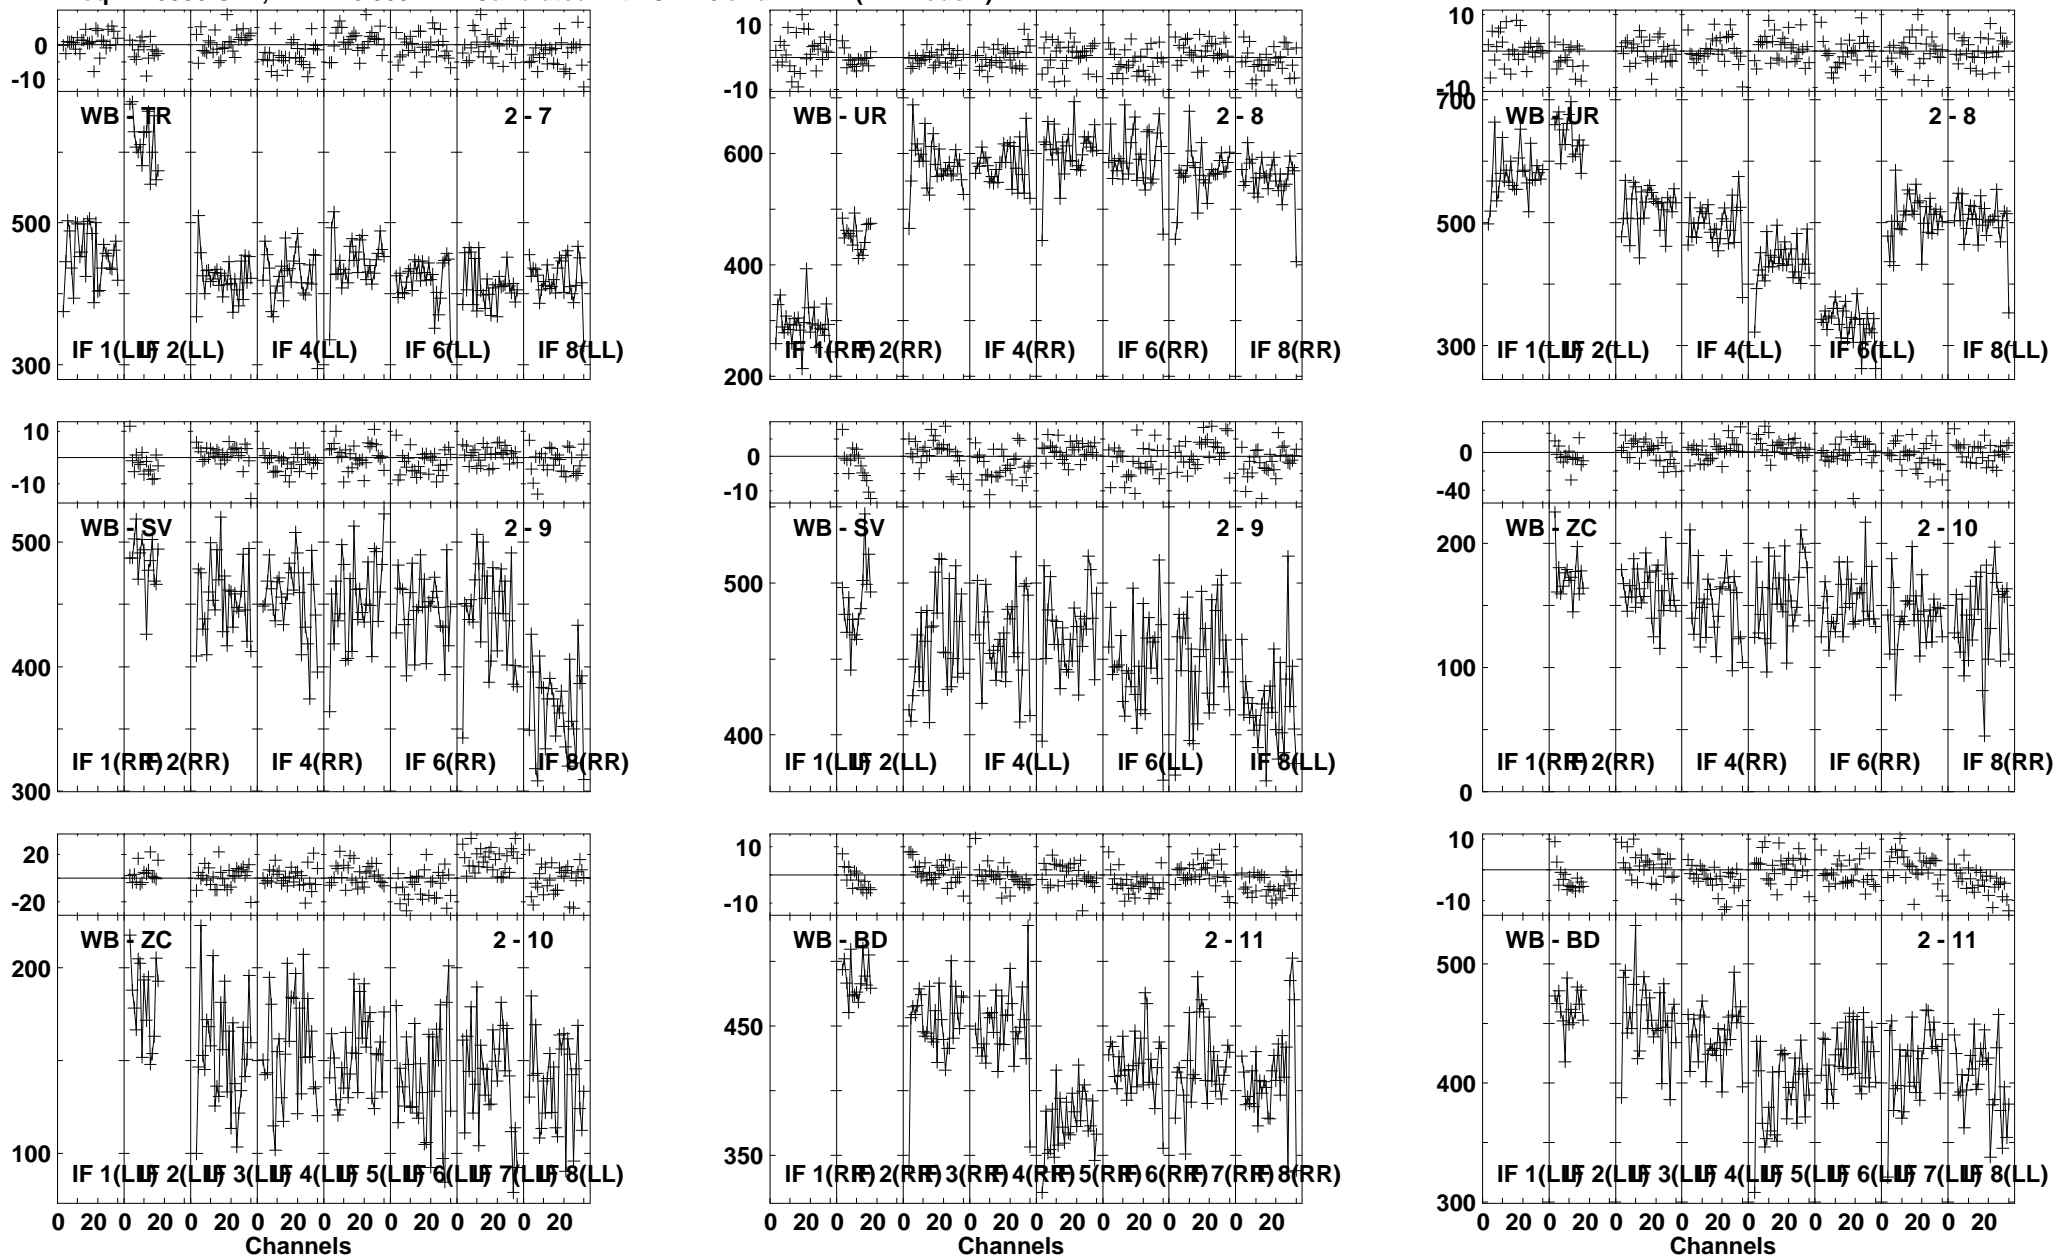 10
0
-10
WB - TR
2 - 7
500
300
IF 1(LL)
IF 2(LL)
IF 4(LL)
IF 6(LL)
IF 8(LL)
10
-10
WB - UR
2 - 8
600
400
200
IF 1(RR)
IF 2(RR)
IF 4(RR)
IF 6(RR)
IF 8(RR)
10
-10
WB - UR
2 - 8
700
500
300
IF 1(LL)
IF 2(LL)
IF 4(LL)
IF 6(LL)
IF 8(LL)
10
-10
WB - SV
2 - 9
500
400
300
IF 1(RR)
IF 2(RR)
IF 4(RR)
IF 6(RR)
IF 8(RR)
0
-10
WB - SV
2 - 9
500
400
IF 1(LL)
IF 2(LL)
IF 4(LL)
IF 6(LL)
IF 8(LL)
0
-40
WB - ZC
2 - 10
200
100
0
IF 1(RR)
IF 2(RR)
IF 4(RR)
IF 6(RR)
IF 8(RR)
20
-20
WB - ZC
2 - 10
200
100
IF 1(LL)
IF 2(LL)
IF 3(LL)
IF 4(LL)
IF 5(LL)
IF 6(LL)
IF 7(LL)
IF 8(LL)
0 20 0 20 0 20 0 20 0 20 0 20 0 20 0 20
Channels
10
-10
WB - BD
2 - 11
450
350
IF 1(RR)
IF 2(RR)
IF 3(RR)
IF 4(RR)
IF 5(RR)
IF 6(RR)
IF 7(RR)
IF 8(RR)
0 20 0 20 0 20 0 20 0 20 0 20 0 20 0 20
Channels
10
-10
WB - BD
2 - 11
500
400
300
IF 1(LL)
IF 2(LL)
IF 3(LL)
IF 4(LL)
IF 5(LL)
IF 6(LL)
IF 7(LL)
IF 8(LL)
0 20 0 20 0 20 0 20 0 20 0 20 0 20 0 20
Channels